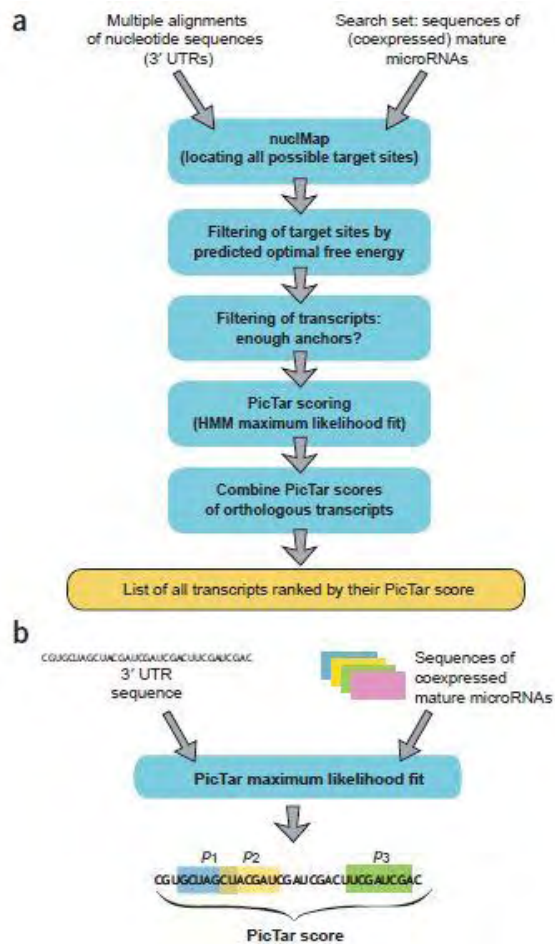 a
Multiple alignments
of nucleotide sequences
(3′ UTRs)
Search set: sequences of
(coexpressed) mature
microRNAs
nuclMap
(locating all possible target sites)
Filtering of target sites by
predicted optimal free energy
Filtering of transcripts:
enough anchors?
PicTar scoring
(HMM maximum likelihood fit)
Combine PicTar scores
of orthologous transcripts
List of all transcripts ranked by their PicTar score
b
CGUGCUAGCUACGAUCGAUCGACUUCGAUCGAC
3′ UTR
sequence
Sequences of
coexpressed
mature microRNAs
PicTar maximum likelihood fit
P1 P2 P3
CGUGCUAGCUACGAUCGAUCGACUUCGAUCGAC
PicTar score